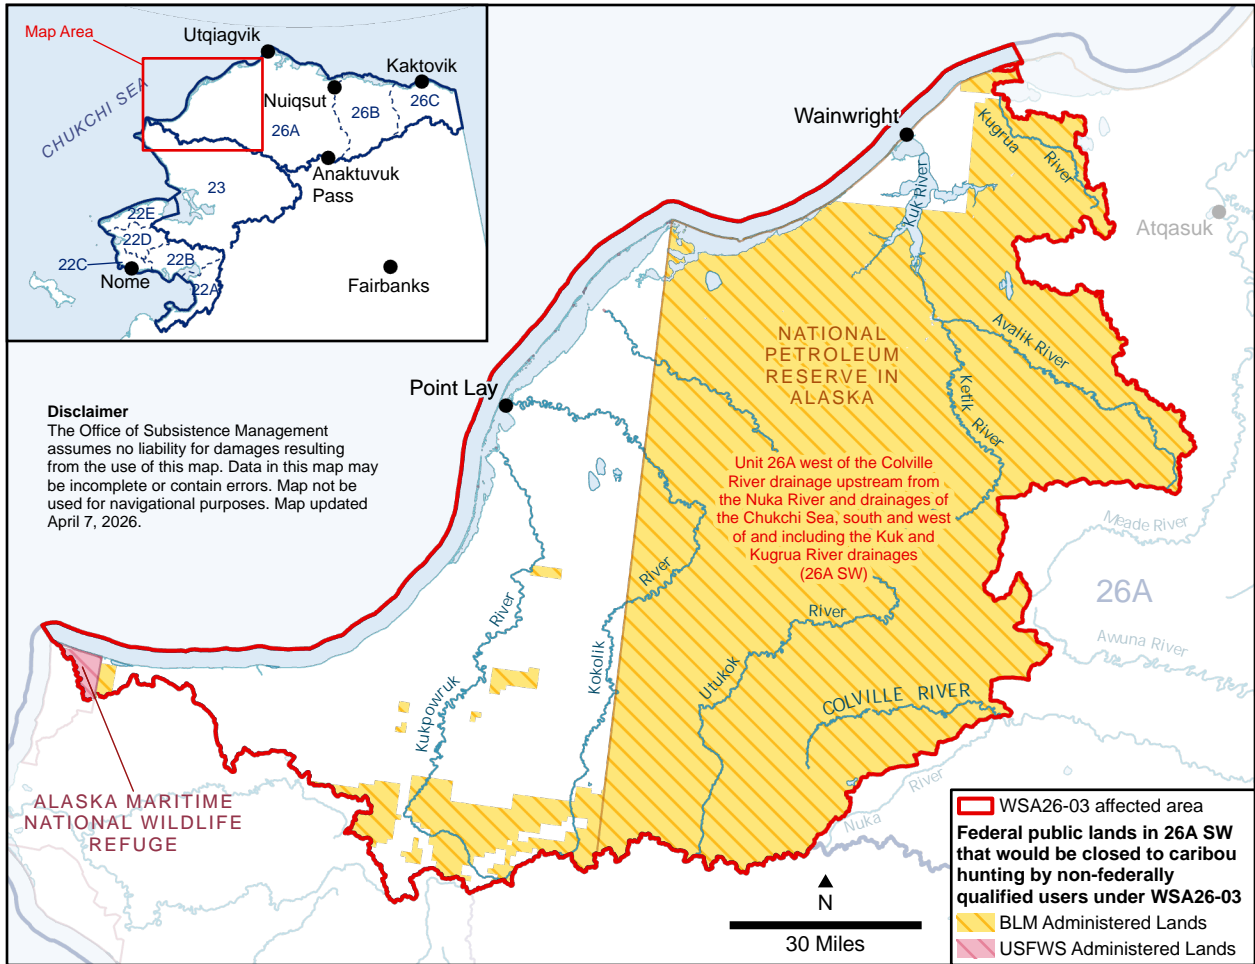 Map Area
Utqiagvik
Kaktovik
CHUKCHI SEA
Nuiqsut
26B
26C
26A
Anaktuvuk
Pass
23
22E
22D
22C
22B
22A
Nome
Fairbanks
Wainwright
Kugrua
River
Kuk River
Atqasuk
NATIONAL
PETROLEUM
RESERVE IN
ALASKA
Avalik River
Ketik River
Point Lay
Disclaimer
The Office of Subsistence Management
assumes no liability for damages resulting
from the use of this map. Data in this map may
be incomplete or contain errors. Map not be
used for navigational purposes. Map updated
April 7, 2026.
Unit 26A west of the Colville
River drainage upstream from
the Nuka River and drainages of
the Chukchi Sea, south and west
of and including the Kuk and
Kugrua River drainages
(26A SW)
Meade River
26A
Awuna River
River
Kukpowruk
River
Kokolik
River
Utukok
COLVILLE RIVER
River
Nuka
ALASKA MARITIME
NATIONAL WILDLIFE
REFUGE
N
30 Miles
WSA26-03 affected area
Federal public lands in 26A SW
that would be closed to caribou
hunting by non-federally
qualified users under WSA26-03
BLM Administered Lands
USFWS Administered Lands